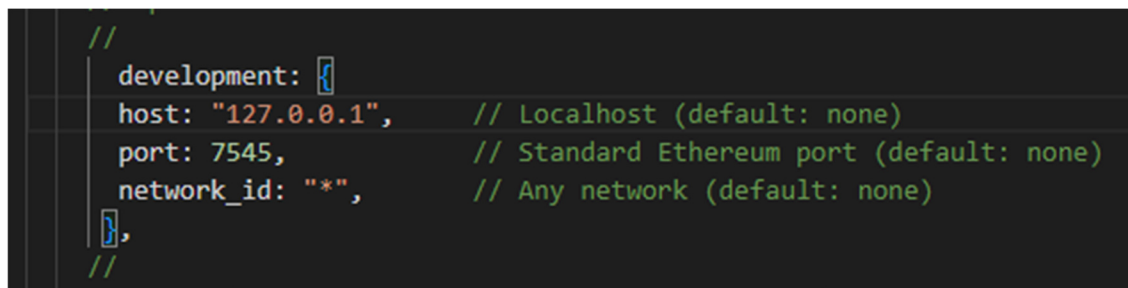 //
development: {
host: "127.0.0.1", // Localhost (default: none)
port: 7545, // Standard Ethereum port (default: none)
network_id: "*", // Any network (default: none)
},
//